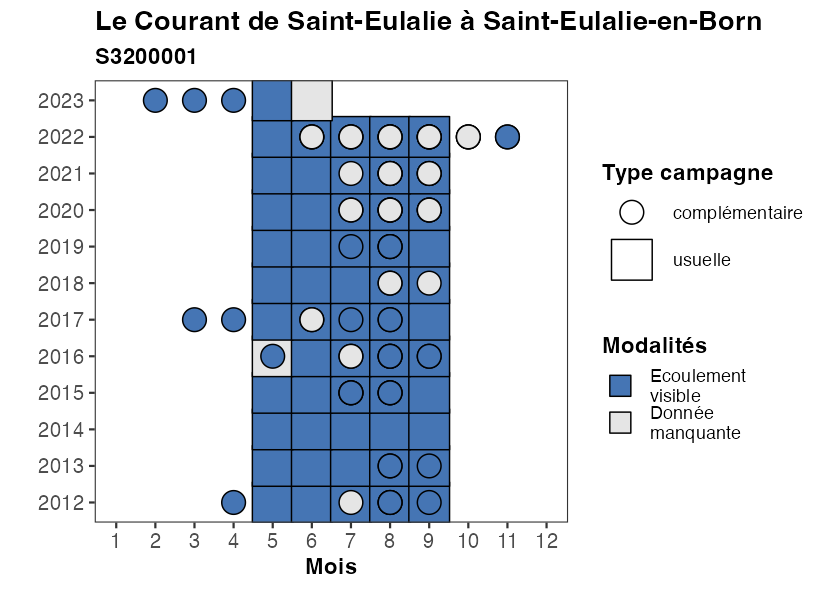 Le Courant de Saint-Eulalie à Saint-Eulalie-en-Born
S3200001
2023
2022
2021
2020
2019
2018
2017
2016
2015
2014
2013
2012
1 2 3 4 5 6 7 8 9 10 11 12
Mois
Type campagne
complémentaire
usuelle
Modalités
Ecoulement
visible
Donnée
manquante